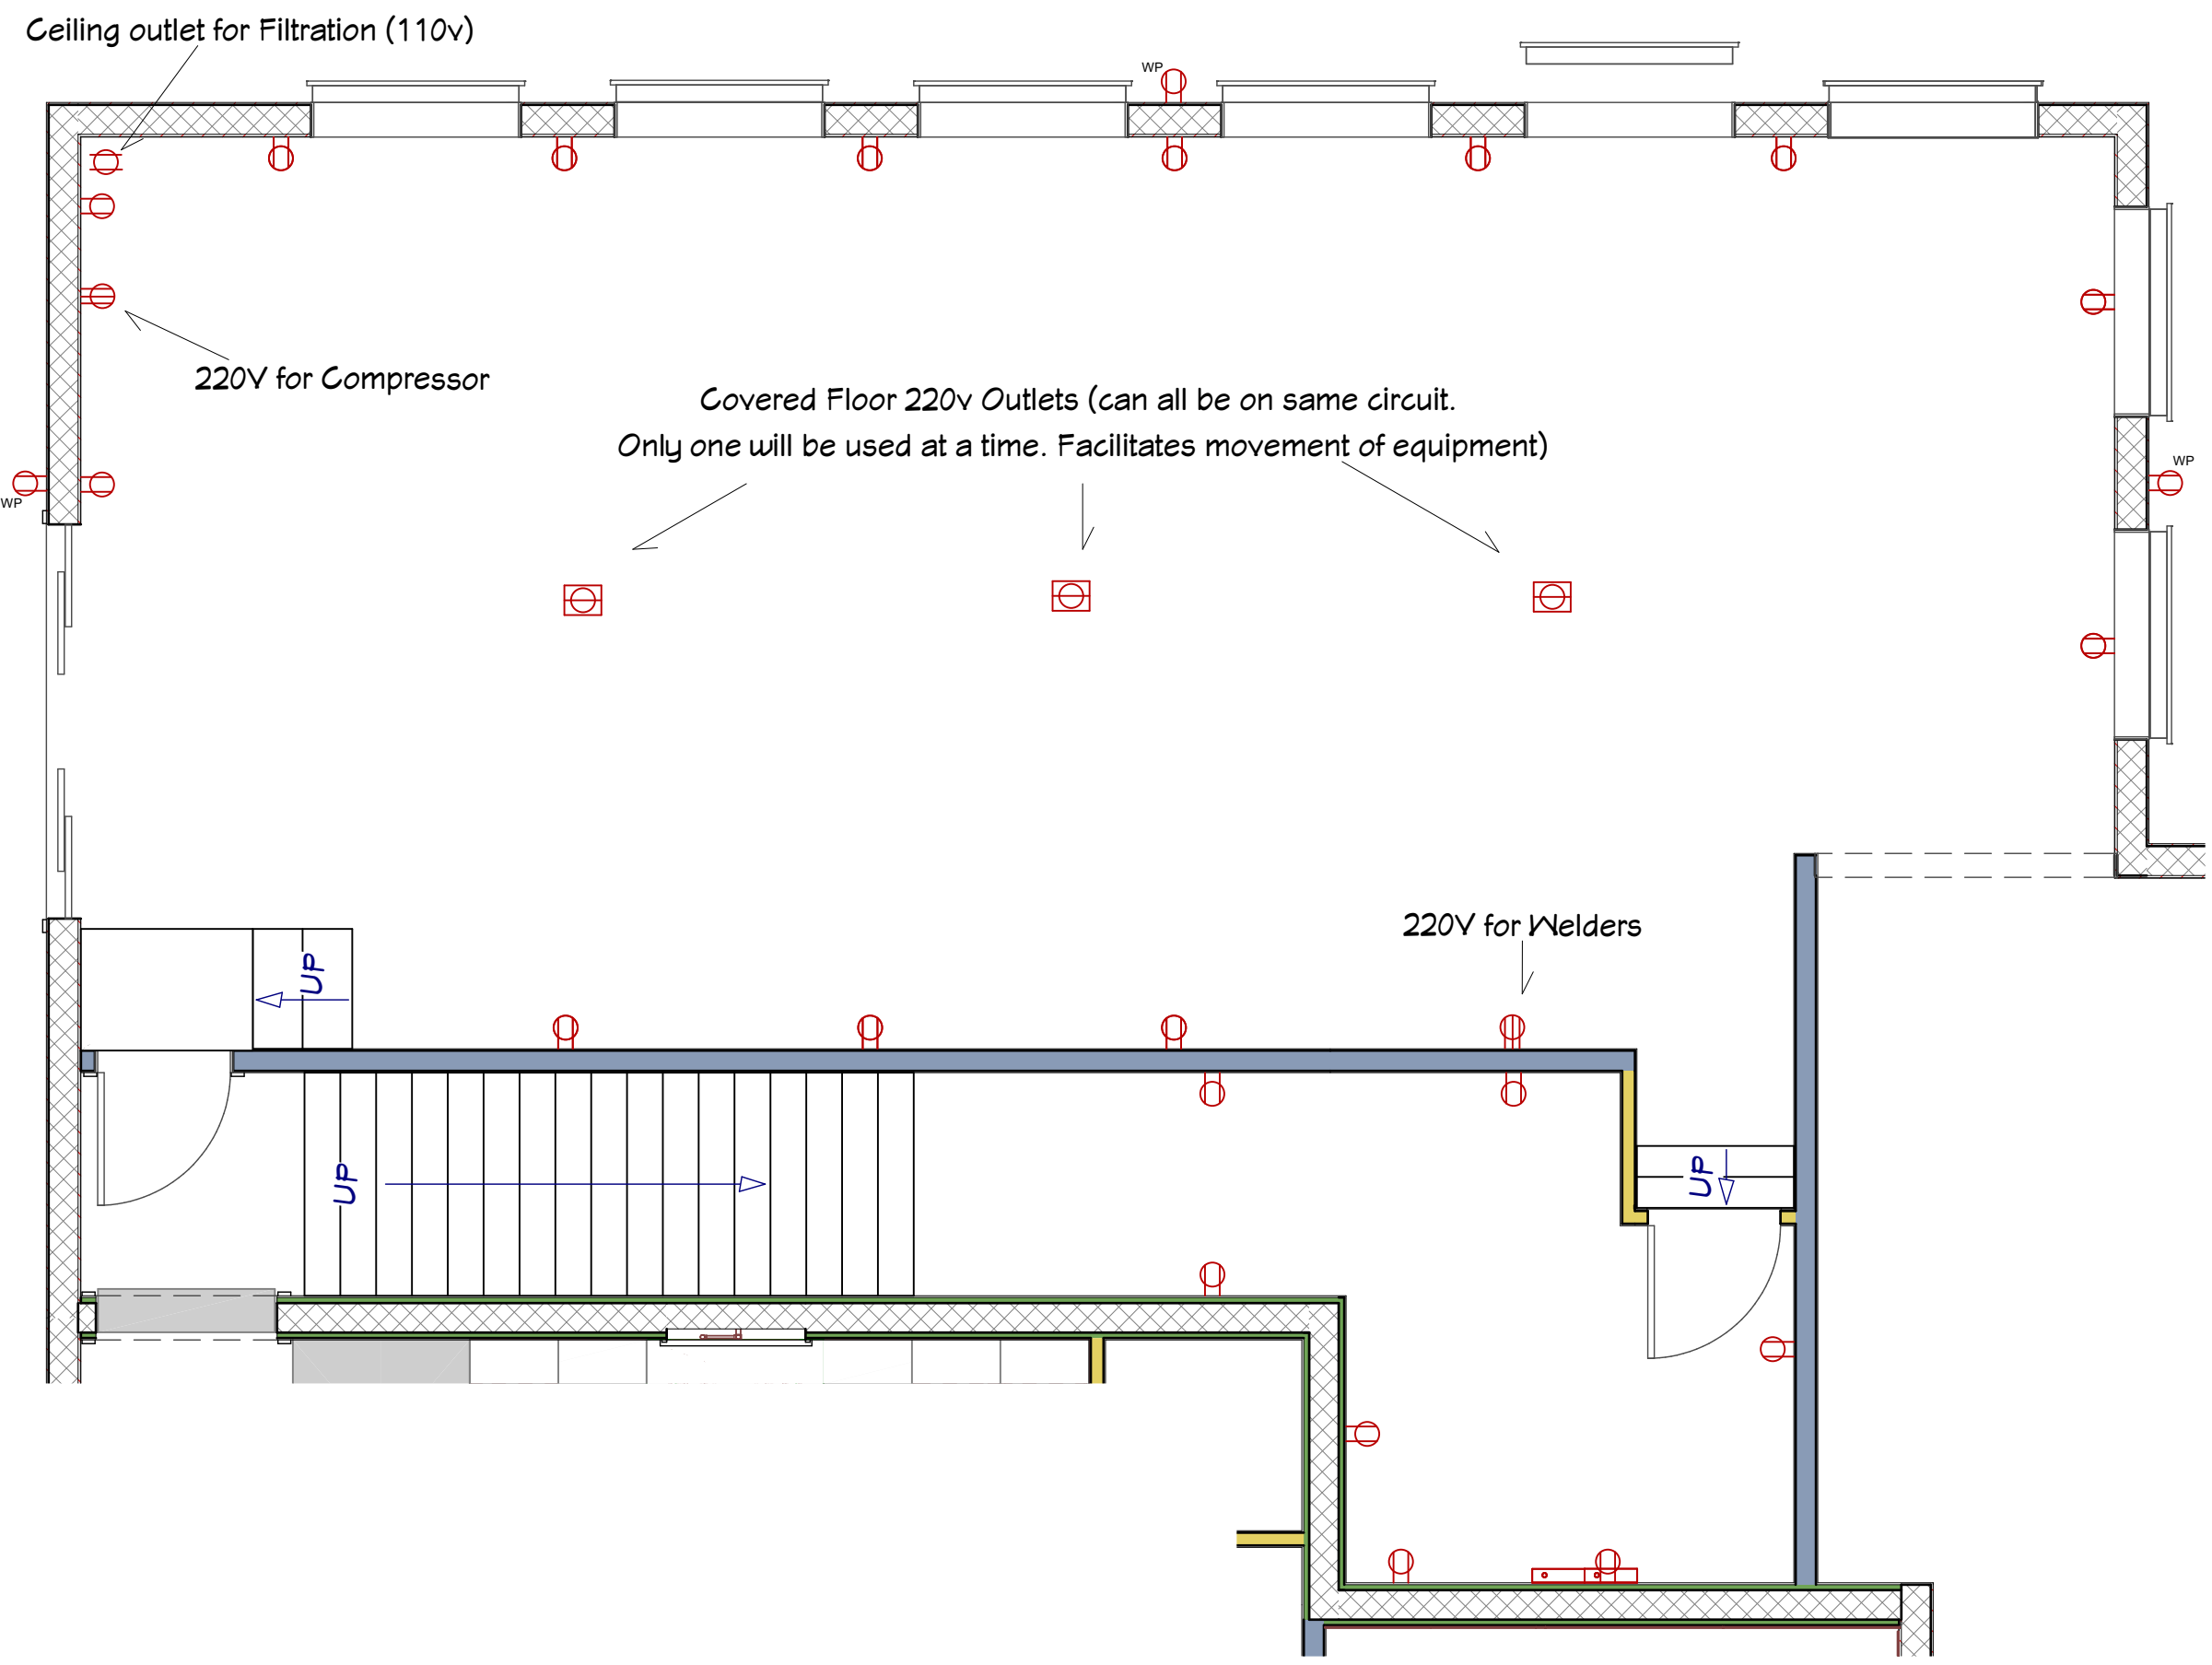 Ceiling outlet for Filtration (110v)
WP
220V for Compressor
Covered Floor 220v Outlets (can all be on same circuit.
Only one will be used at a time. Facilitates movement of equipment)
WP
WP
220V for Welders
UP
UP
UP